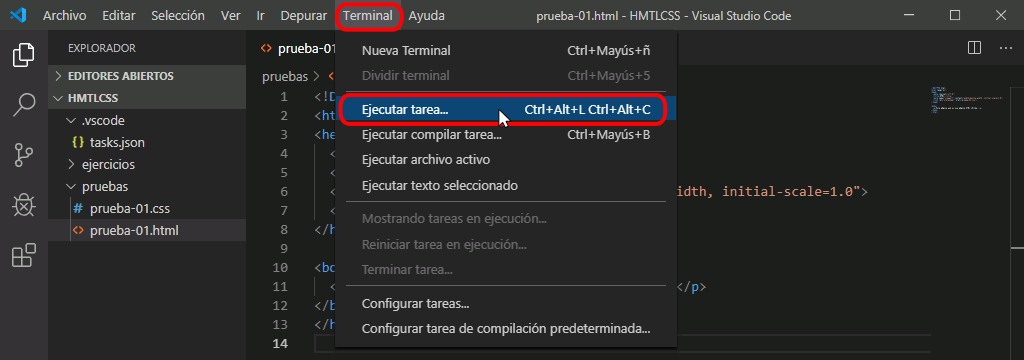 Archivo Editar Selección Ver Ir Depurar Terminal Ayuda prueba-01.html - HMTLCSS - Visual Studio Code
EXPLORADOR
EDITORES ABIERTOS
HMTLCSS
.vscode
{} tasks.json
ejercicios
pruebas
# prueba-01.css
<> prueba-01.html
<> prueba-01
pruebas > <
1 <!D
2 <ht
3 <he
4 <
5 <
6 < idth, initial-scale=1.0">
7 <
8 </h
9
10 <bo
11 < </p>
12 </b
13 </h
14
Nueva Terminal Ctrl+Mayús+ñ
Dividir terminal Ctrl+Mayús+5
Ejecutar tarea... Ctrl+Alt+L Ctrl+Alt+C
Ejecutar compilar tarea... Ctrl+Mayús+B
Ejecutar archivo activo
Ejecutar texto seleccionado
Mostrando tareas en ejecución...
Reiniciar tarea en ejecución...
Terminar tarea...
Configurar tareas...
Configurar tarea de compilación predeterminada...